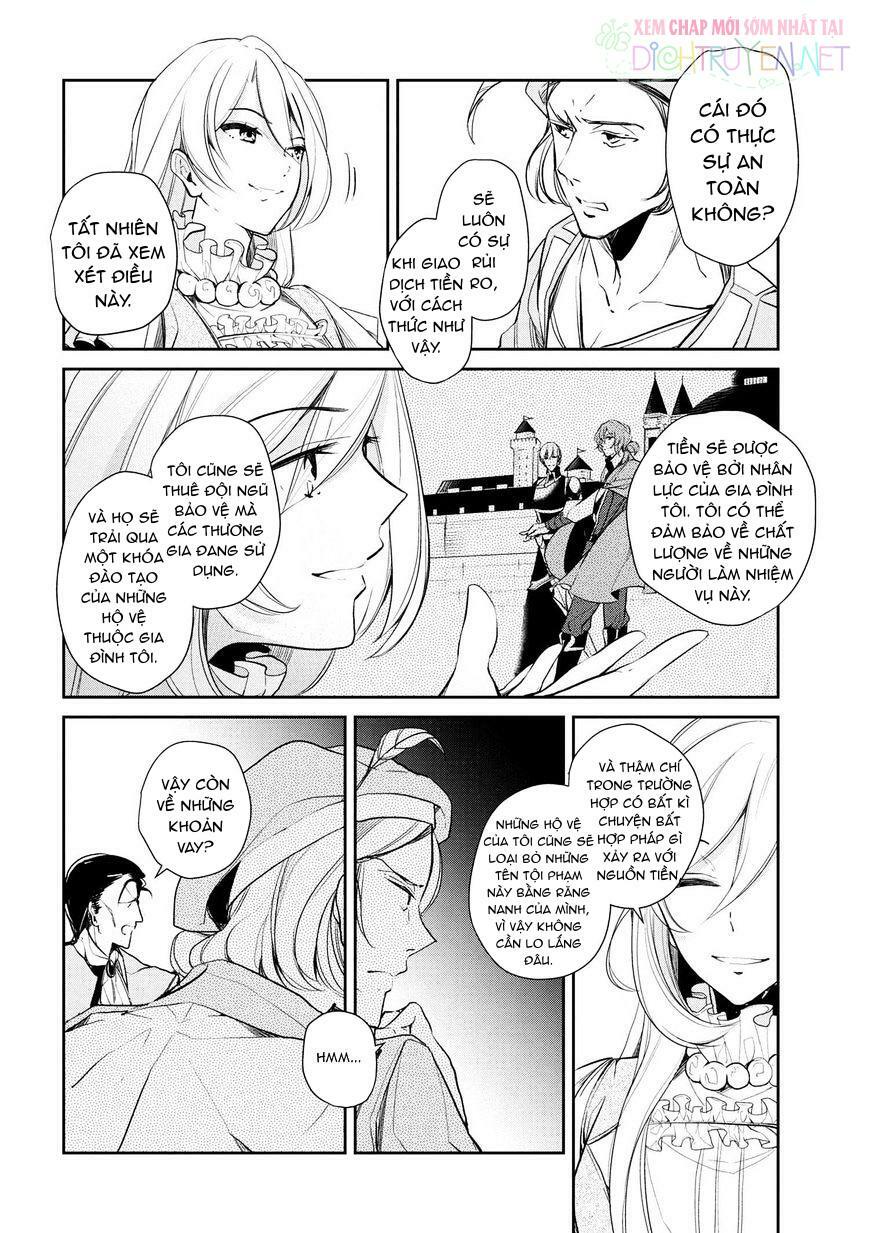 XEM CHAP MỚI SỚM NHẤT TẠI
DICHTRUYEN.NET
CÁI ĐÓ
CÓ THỰC
SỰ AN
TOÀN
KHÔNG?
SẼ
LUÔN
CÓ SỰ
RỦI
RO,
KHI GIAO
DỊCH TIỀN
VỚI CÁCH
THỨC NHƯ
VẬY.
TẤT NHIÊN
TÔI ĐÃ XEM
XÉT ĐIỀU
NÀY.
TIỀN SẼ ĐƯỢC
BẢO VỆ BỞI NHÂN
LỰC CỦA GIA ĐÌNH
TÔI. TÔI CÓ THỂ
ĐẢM BẢO VỀ CHẤT
LƯỢNG VỀ NHỮNG
NGƯỜI LÀM NHIỆM
VỤ NÀY.
TÔI CŨNG SẼ
THUÊ ĐỘI NGŨ
BẢO VỆ MÀ
CÁC THƯƠNG
GIA ĐANG SỬ
DỤNG.
VÀ HỌ SẼ
TRẢI QUA
MỘT KHÓA
ĐÀO TẠO
CỦA NHỮNG
HỘ VỆ
THUỘC GIA
ĐÌNH TÔI.
VÀ THẬM CHÍ
TRONG TRƯỜNG
HỢP CÓ BẤT KÌ
CHUYỆN BẤT
HỢP PHÁP GÌ
XẢY RA VỚI
NGUỒN TIỀN.
NHỮNG HỘ VỆ
CỦA TÔI CŨNG SẼ
LOẠI BỎ NHỮNG
TÊN TỘI PHẠM
NÀY BẰNG RĂNG
NANH CỦA MÌNH,
VÌ VẬY KHÔNG
CẦN LO LẮNG
ĐÂU.
VẬY CÒN
VỀ NHỮNG
KHOẢN
VAY?
HMM...